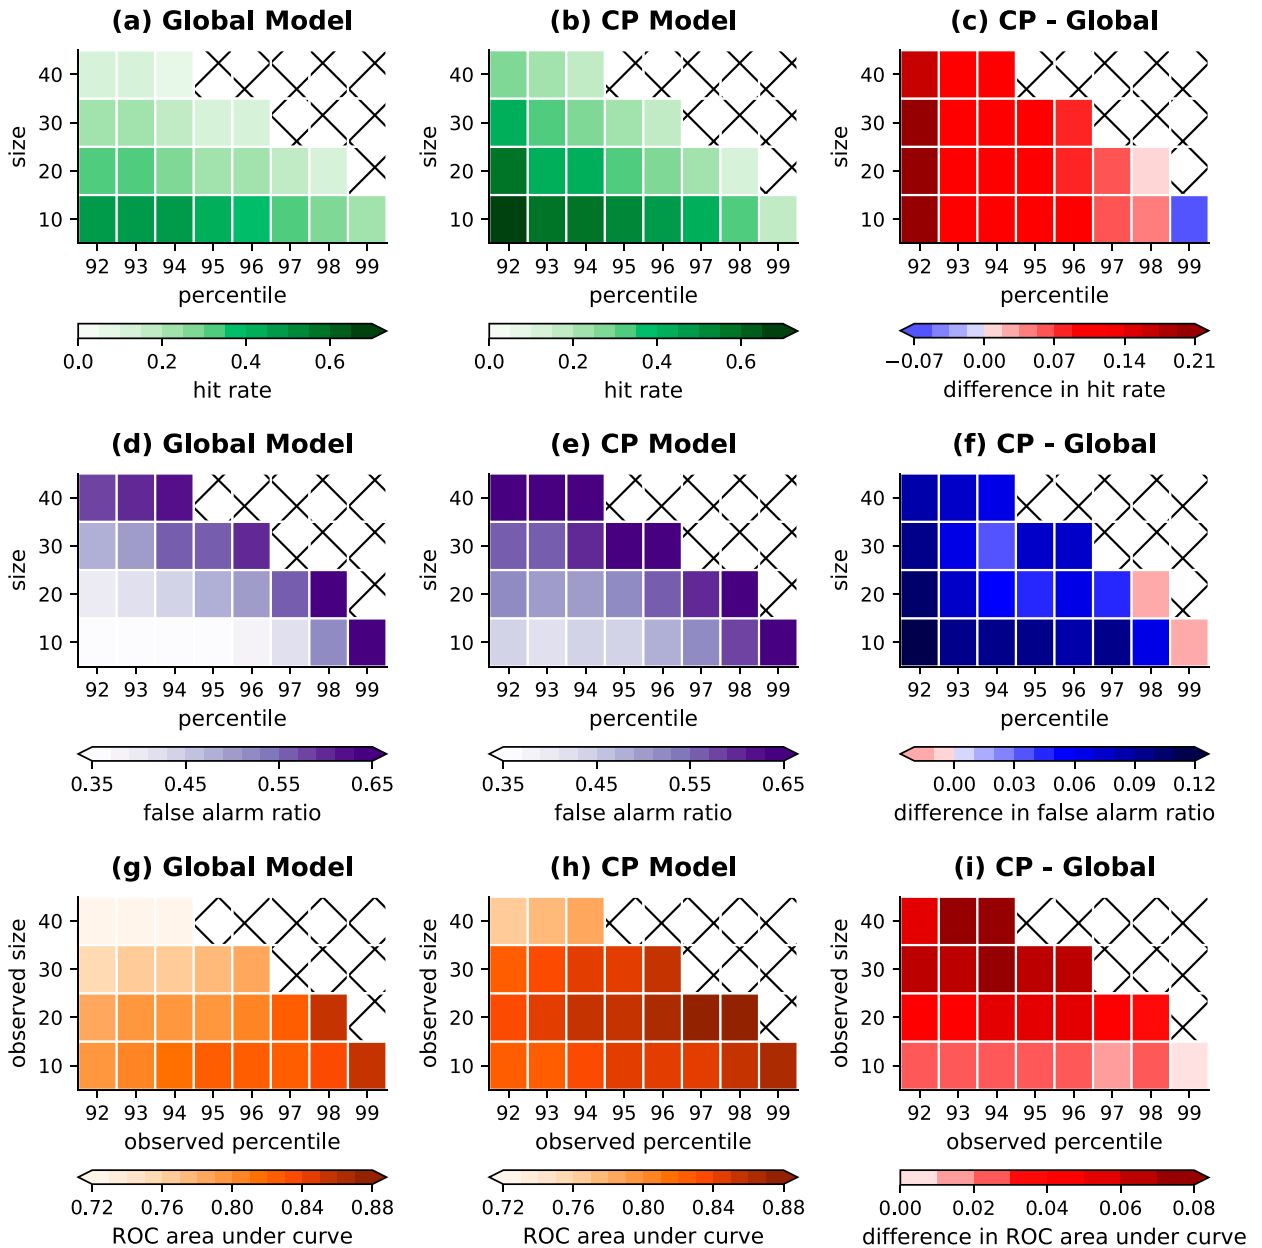 (a) Global Model (b) CP Model (c) CP - Global
size 40 30 20 10 size 40 30 20 10 size 40 30 20 10
92 93 94 95 96 97 98 99 92 93 94 95 96 97 98 99 92 93 94 95 96 97 98 99
percentile percentile percentile
0.0 0.2 0.4 0.6 0.0 0.2 0.4 0.6 −0.07 0.00 0.07 0.14 0.21
hit rate hit rate difference in hit rate
(d) Global Model (e) CP Model (f) CP - Global
size 40 30 20 10 size 40 30 20 10 size 40 30 20 10
92 93 94 95 96 97 98 99 92 93 94 95 96 97 98 99 92 93 94 95 96 97 98 99
percentile percentile percentile
0.35 0.45 0.55 0.65 0.35 0.45 0.55 0.65 0.00 0.03 0.06 0.09 0.12
false alarm ratio false alarm ratio difference in false alarm ratio
(g) Global Model (h) CP Model (i) CP - Global
observed size 40 30 20 10 observed size 40 30 20 10 observed size 40 30 20 10
92 93 94 95 96 97 98 99 92 93 94 95 96 97 98 99 92 93 94 95 96 97 98 99
observed percentile observed percentile observed percentile
0.72 0.76 0.80 0.84 0.88 0.72 0.76 0.80 0.84 0.88 0.00 0.02 0.04 0.06 0.08
ROC area under curve ROC area under curve difference in ROC area under curve